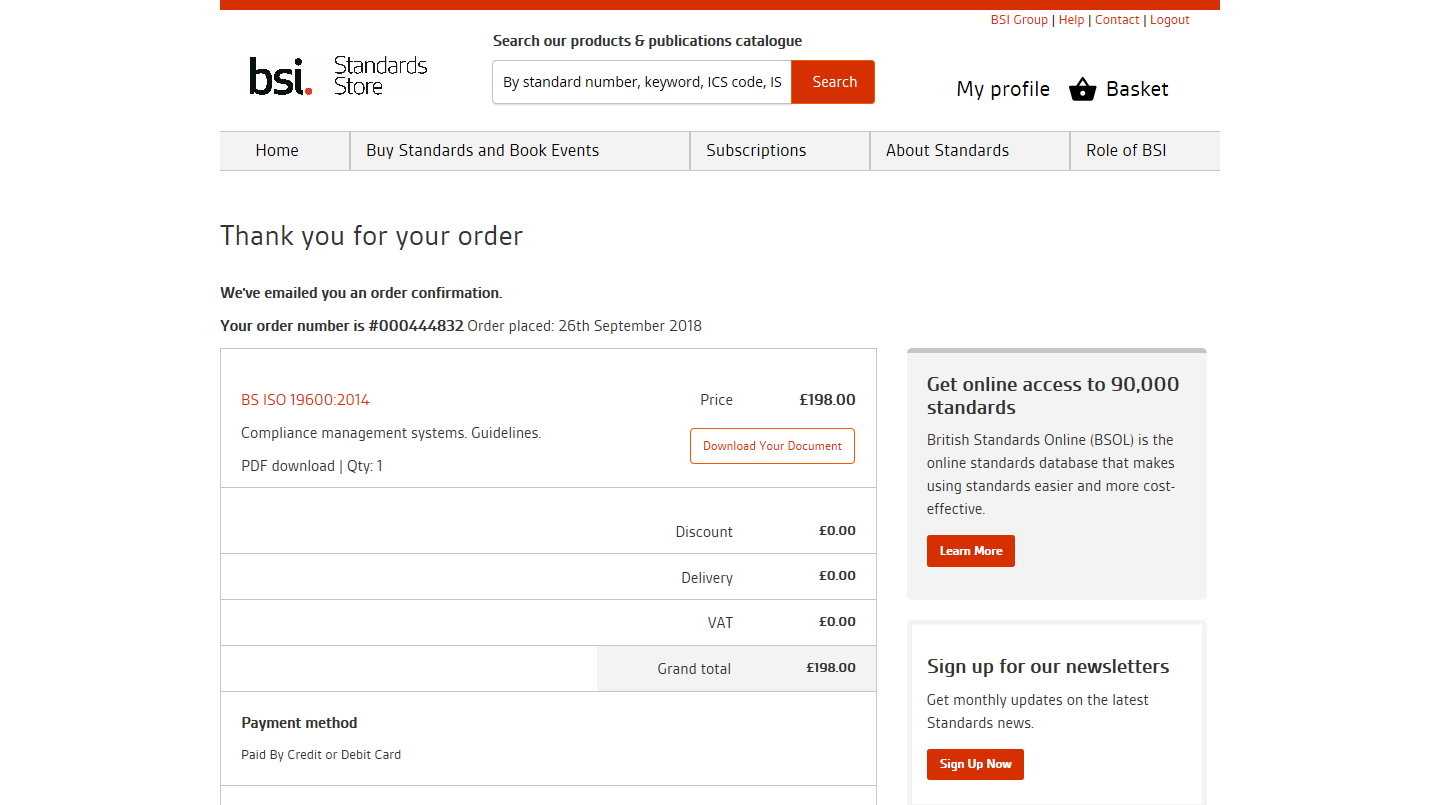 BSI Group | Help | Contact | Logout
Search our products & publications catalogue
bsi. Standards
Store
By standard number, keyword, ICS code, IS
Search
My profile
Basket
Home
Buy Standards and Book Events
Subscriptions
About Standards
Role of BSI
Thank you for your order
We've emailed you an order confirmation.
Your order number is #000444832 Order placed: 26th September 2018
BS ISO 19600:2014
Price £198.00
Compliance management systems. Guidelines.
Download Your Document
PDF download | Qty: 1
Discount £0.00
Delivery £0.00
VAT £0.00
Grand total £198.00
Payment method
Paid By Credit or Debit Card
Get online access to 90,000
standards
British Standards Online (BSOL) is the
online standards database that makes
using standards easier and more cost-
effective.
Learn More
Sign up for our newsletters
Get monthly updates on the latest
Standards news.
Sign Up Now